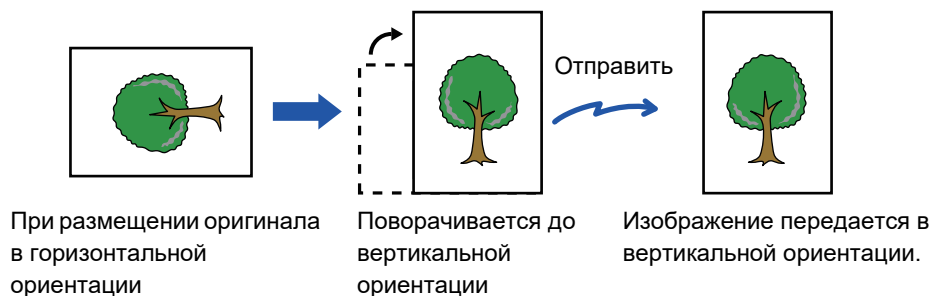 Отправить
При размещении оригинала
в горизонтальной
ориентации
Поворачивается до
вертикальной
ориентации
Изображение передается в
вертикальной ориентации.